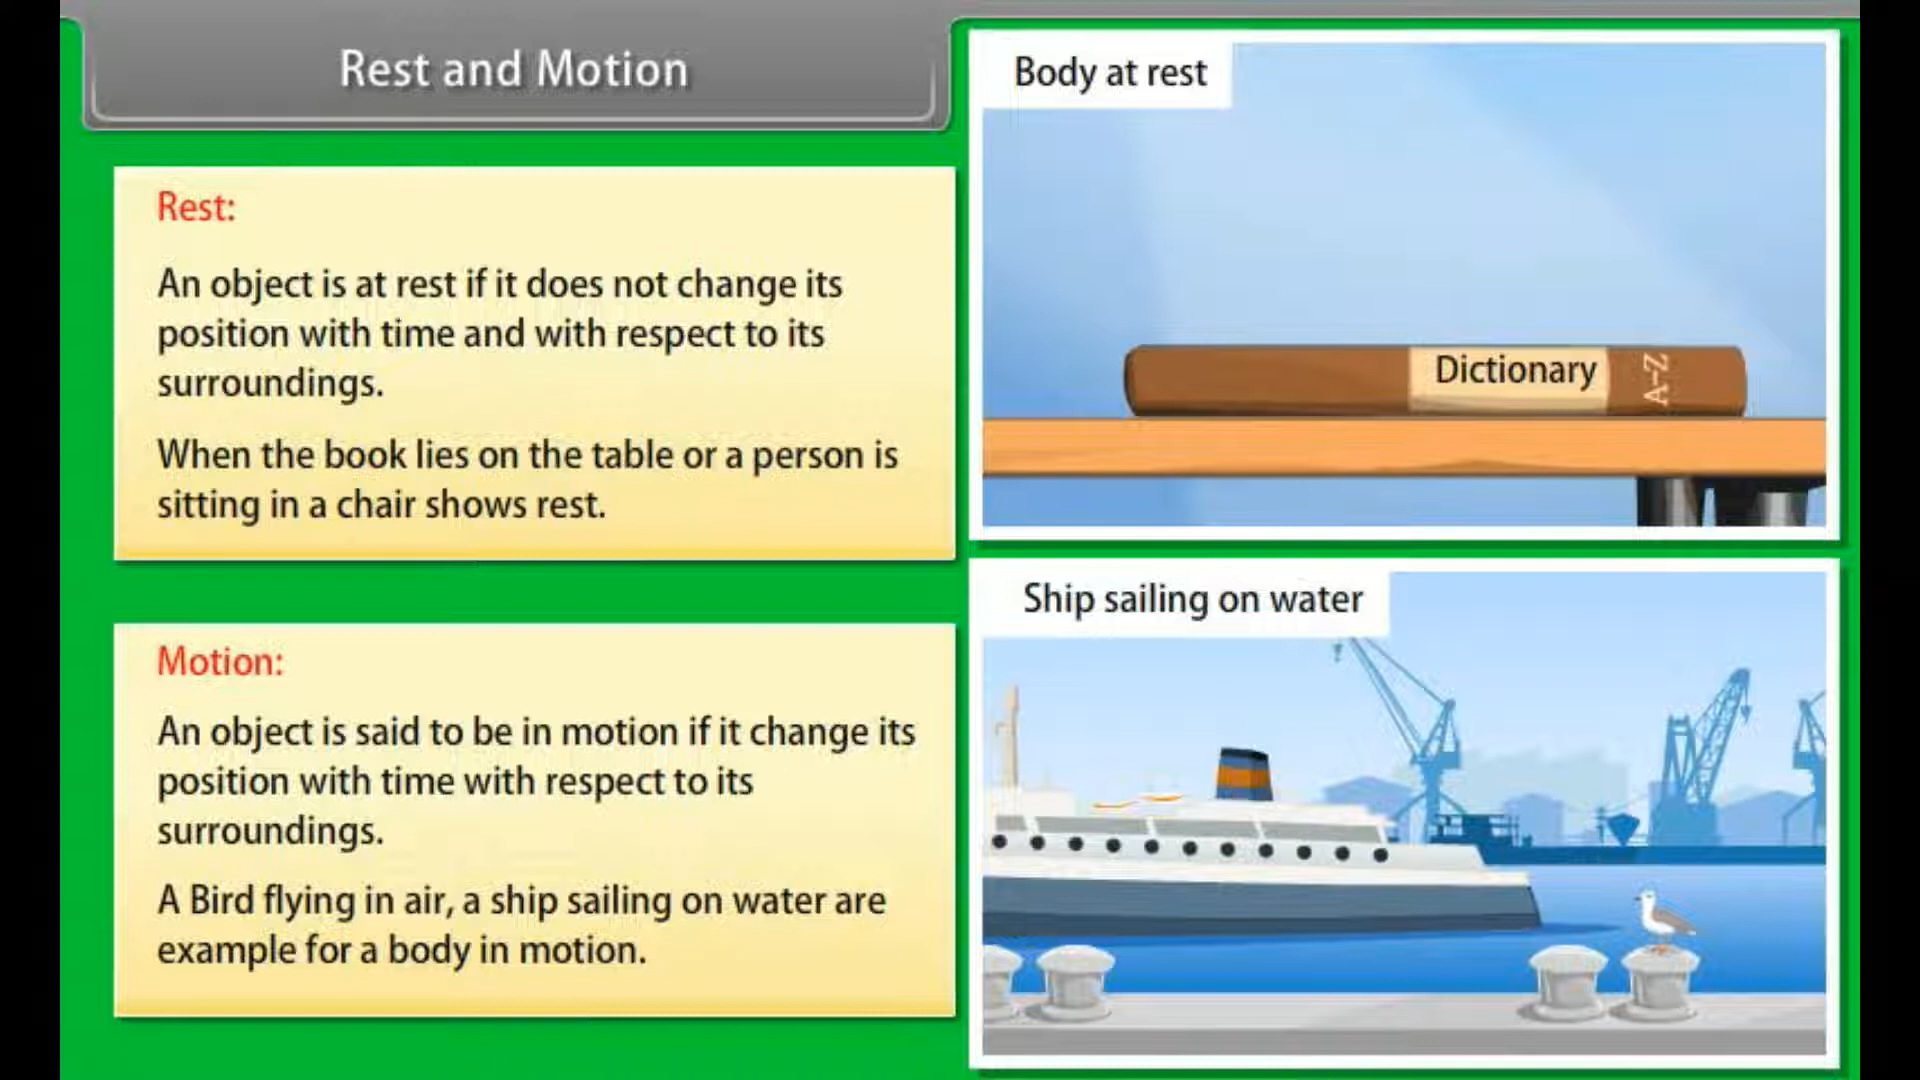 Rest and Motion
Rest:
An object is at rest if it does not change its
position with time and with respect to its
surroundings.
When the book lies on the table or a person is
sitting in a chair shows rest.
Motion:
An object is said to be in motion if it change its
position with time with respect to its
surroundings.
A Bird flying in air, a ship sailing on water are
example for a body in motion.
Body at rest
Dictionary
A-Z
Ship sailing on water